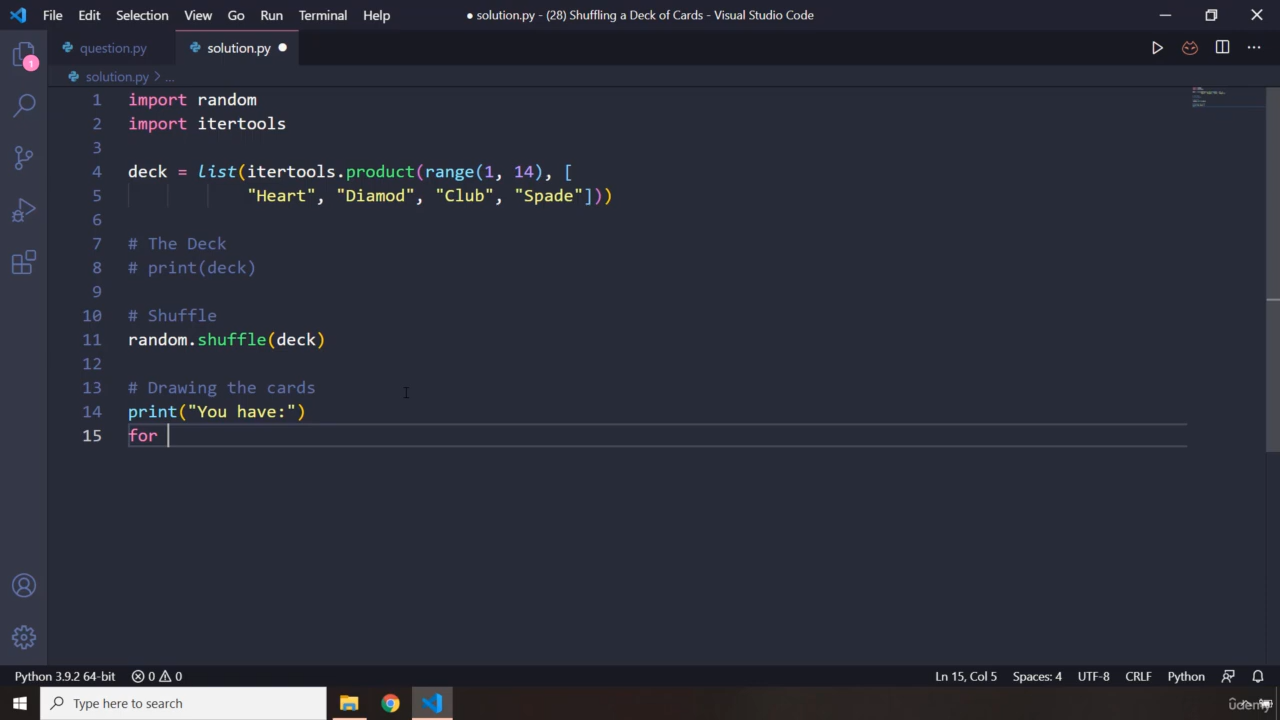 File Edit Selection View Go Run Terminal Help
● solution.py - (28) Shuffling a Deck of Cards - Visual Studio Code
question.py
solution.py ●
solution.py > ...
1
1 import random
2 import itertools
3
4 deck = list(itertools.product(range(1, 14), [
5 "Heart", "Diamod", "Club", "Spade"]))
6
7 # The Deck
8 # print(deck)
9
10 # Shuffle
11 random.shuffle(deck)
12
13 # Drawing the cards
14 print("You have:")
15 for
Python 3.9.2 64-bit 0 0 Ln 15, Col 5 Spaces: 4 UTF-8 CRLF Python
Type here to search
Udemy